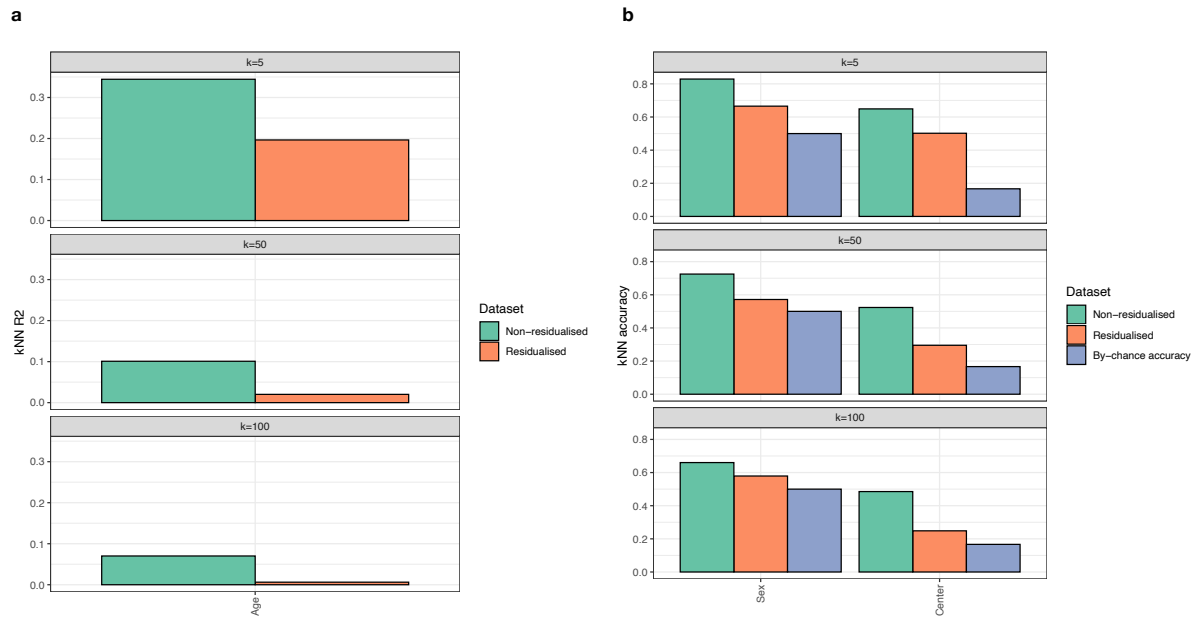 a
k=5
0.3
0.2
0.1
0.0
k=50
0.3
0.2
0.1
0.0
k=100
0.3
0.2
0.1
0.0
kNN R2
Age
Dataset
Non−residualised
Residualised
b
k=5
0.8
0.6
0.4
0.2
0.0
k=50
0.8
0.6
0.4
0.2
0.0
k=100
0.8
0.6
0.4
0.2
0.0
kNN accuracy
Sex
Center
Dataset
Non−residualised
Residualised
By−chance accuracy